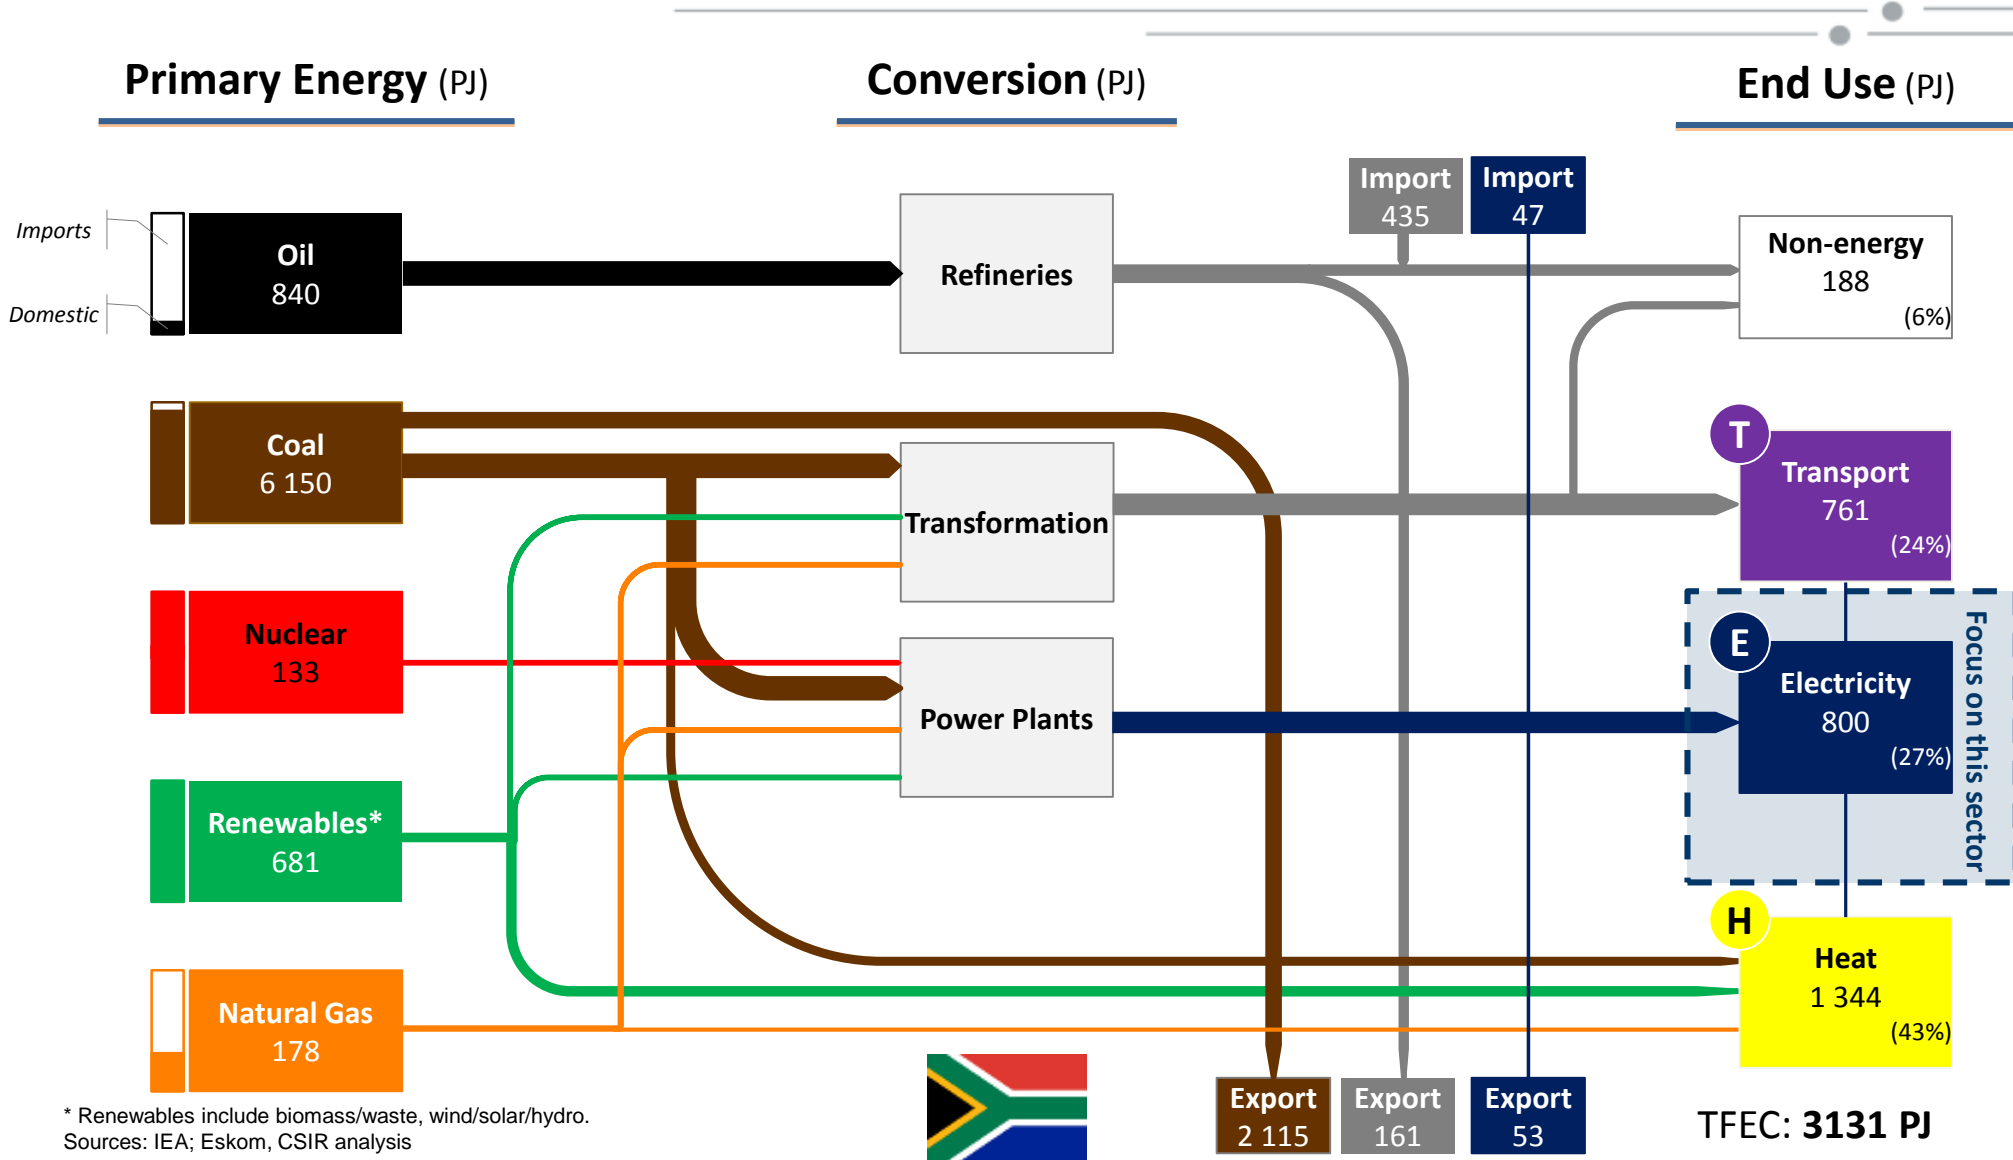 Primary Energy (PJ)
Conversion (PJ)
End Use (PJ)
Imports
Domestic
Oil
840
Coal
6 150
Nuclear
133
Renewables*
681
Natural Gas
178
Refineries
Transformation
Power Plants
Import
435
Import
47
Non-energy
188
(6%)
T
Transport
761
(24%)
E
Electricity
800
(27%)
Focus on this sector
H
Heat
1 344
(43%)
Export
2 115
Export
161
Export
53
TFEC: 3131 PJ
* Renewables include biomass/waste, wind/solar/hydro.
Sources: IEA; Eskom, CSIR analysis